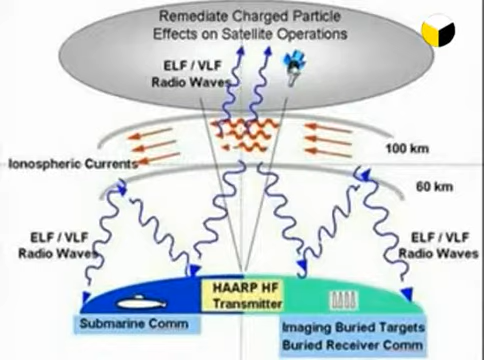 Remediate Charged Particle
Effects on Satellite Operations
ELF / VLF
Radio Waves
100 km
Ionospheric Currents
60 km
ELF / VLF
Radio Waves
ELF / VLF
Radio Waves
HAARP HF
Transmitter
Submarine Comm
Imaging Buried Targets
Buried Receiver Comm